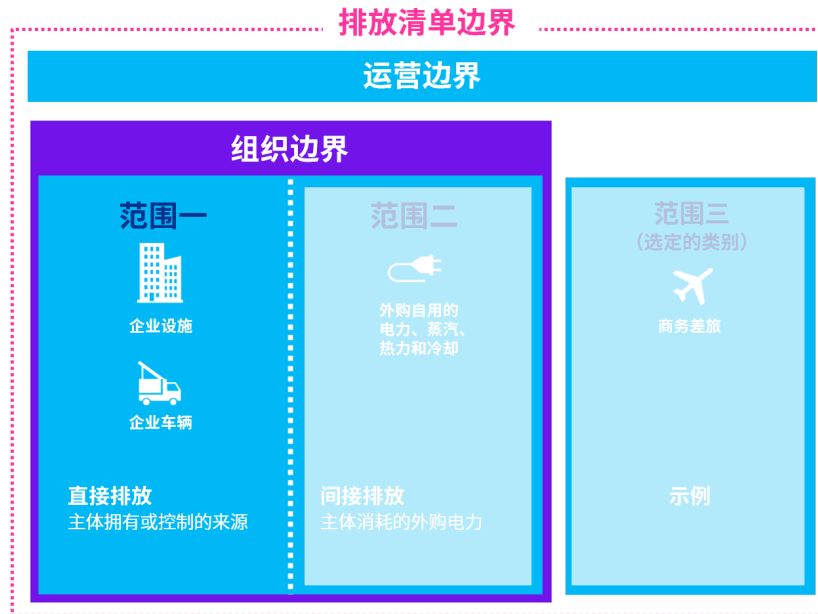 排放清单边界
运营边界
组织边界
范围一
企业设施
企业车辆
直接排放
主体拥有或控制的来源
范围二
外购自用的
电力、蒸汽、
热力和冷却
间接排放
主体消耗的外购电力
范围三
（选定的类别）
商务差旅
示例